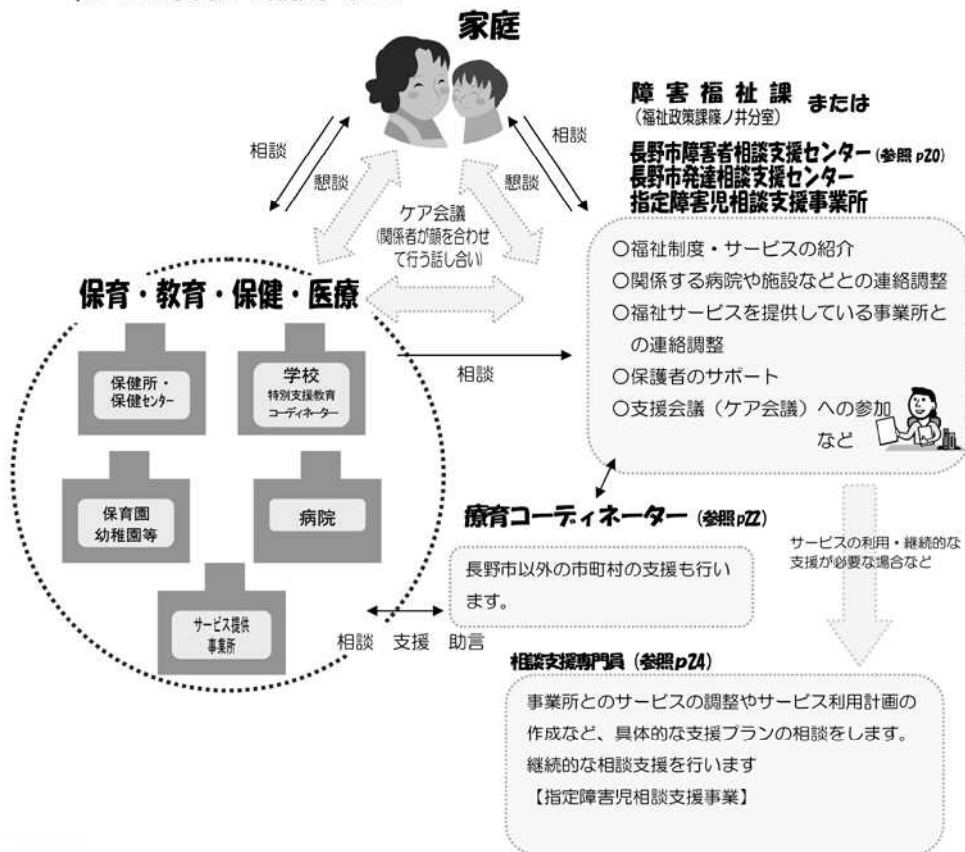 家庭
障害福祉課 または
（福祉政策課篠ノ井分室）
長野市障害者相談支援センター（参照 p20）
長野市発達相談支援センター
指定障害児相談支援事業所
相談
懇談
相談
懇談
ケア会議
（関係者が顔を合わせ
て行う話し合い）
○福祉制度・サービスの紹介
○関係する病院や施設などとの連絡調整
○福祉サービスを提供している事業所と
の連絡調整
○保護者のサポート
○支援会議（ケア会議）への参加
など
保育・教育・保健・医療
保健所・
保健センター
学校
特別支援教育
コーディネーター
相談
保育園
幼稚園等
病院
サービス提供
事業所
療育コーディネーター（参照p22）
長野市以外の市町村の支援も行い
ます。
相談 支援 助言
サービスの利用・継続的な
支援が必要な場合など
相談支援専門員（参照p24）
事業所とのサービスの調整やサービス利用計画の
作成など、具体的な支援プランの相談をします。
継続的な相談支援を行います
【指定障害児相談支援事業】